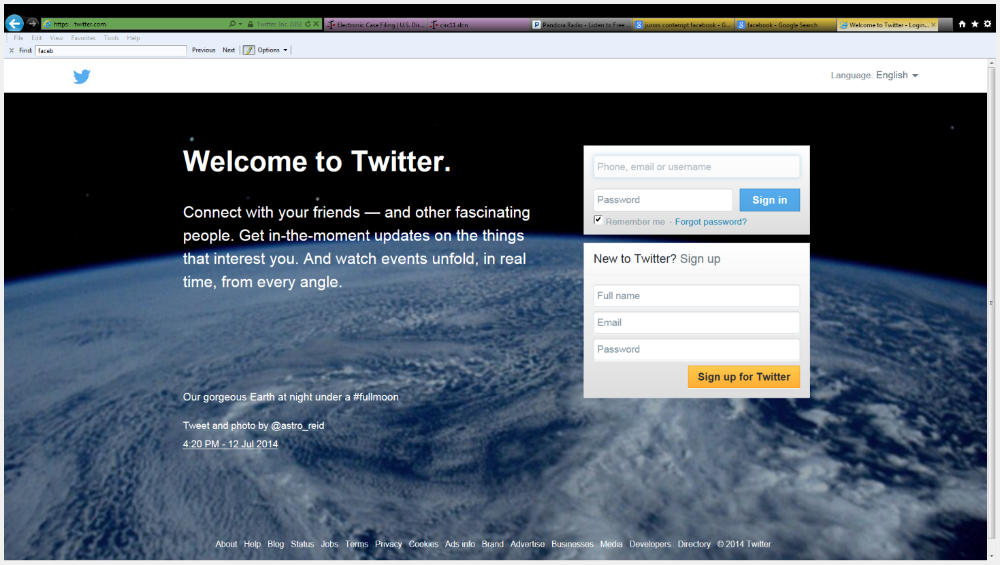 https://twitter.com/
Twitter, Inc. [US]
Electronic Case Filing | U.S. Dis...
circ11.dcn
Pandora Radio - Listen to Free ...
jurors contempt facebook - G...
facebook - Google Search
Welcome to Twitter - Login...
File Edit View Favorites Tools Help
x Find: faceb Previous Next Options
Language: English
Welcome to Twitter.
Connect with your friends — and other fascinating
people. Get in-the-moment updates on the things
that interest you. And watch events unfold, in real
time, from every angle.
Our gorgeous Earth at night under a #fullmoon
Tweet and photo by @astro_reid
4:20 PM - 12 Jul 2014
Phone, email or username
Password
Sign in
Remember me · Forgot password?
New to Twitter? Sign up
Full name
Email
Password
Sign up for Twitter
About Help Blog Status Jobs Terms Privacy Cookies Ads info Brand Advertise Businesses Media Developers Directory © 2014 Twitter